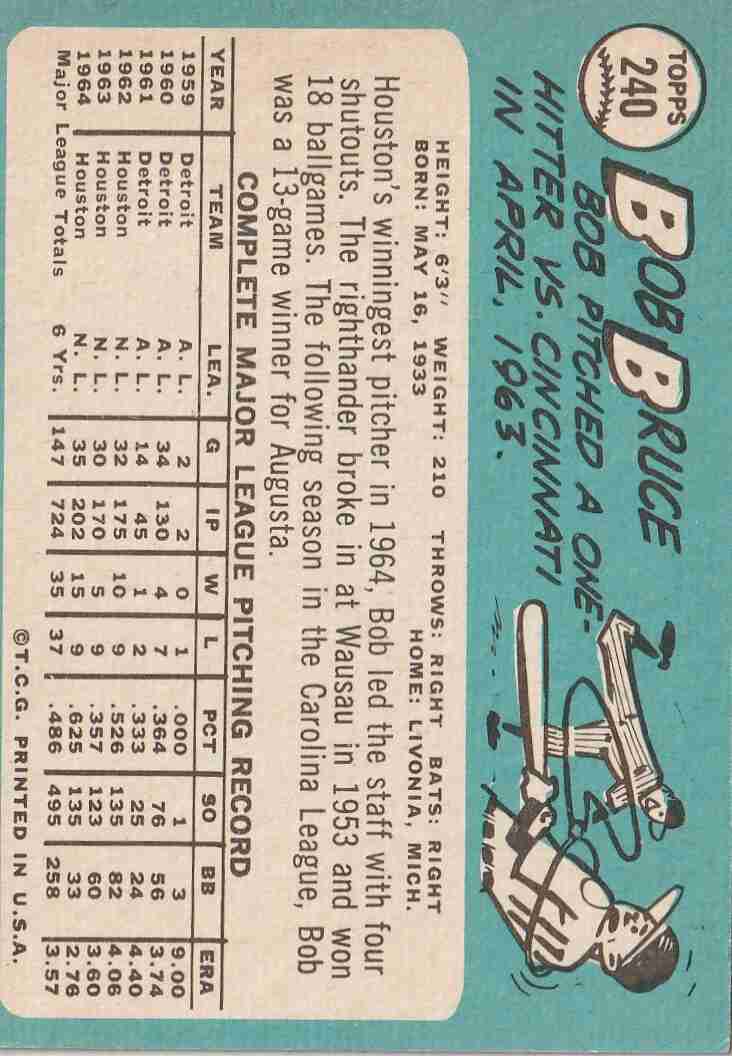 TOPPS
240
BOB BRUCE
BOB PITCHED A ONE-
HITTER VS. CINCINNATI
IN APRIL, 1963.
HEIGHT: 6'3" WEIGHT: 210 THROWS: RIGHT BATS: RIGHT
BORN: MAY 16, 1933 HOME: LIVONIA, MICH.
Houston's winningest pitcher in 1964, Bob led the staff with four
shutouts. The righthander broke in at Wausau in 1953 and won
18 ballgames. The following season in the Carolina League, Bob
was a 13-game winner for Augusta.
COMPLETE MAJOR LEAGUE PITCHING RECORD
YEAR TEAM LEA. G IP W L PCT SO BB ERA
1959 Detroit A. L. 2 2 0 1 .000 1 3 9.00
1960 Detroit A. L. 34 130 4 7 .364 76 56 3.74
1961 Detroit A. L. 14 45 1 2 .333 25 24 4.40
1962 Houston N. L. 32 175 10 9 .526 135 82 4.06
1963 Houston N. L. 30 170 5 9 .357 123 60 3.60
1964 Houston N. L. 35 202 15 9 .625 135 33 2.76
Major League Totals 6 Yrs. 147 724 35 37 .486 495 258 3.57
©T.C.G. PRINTED IN U.S.A.